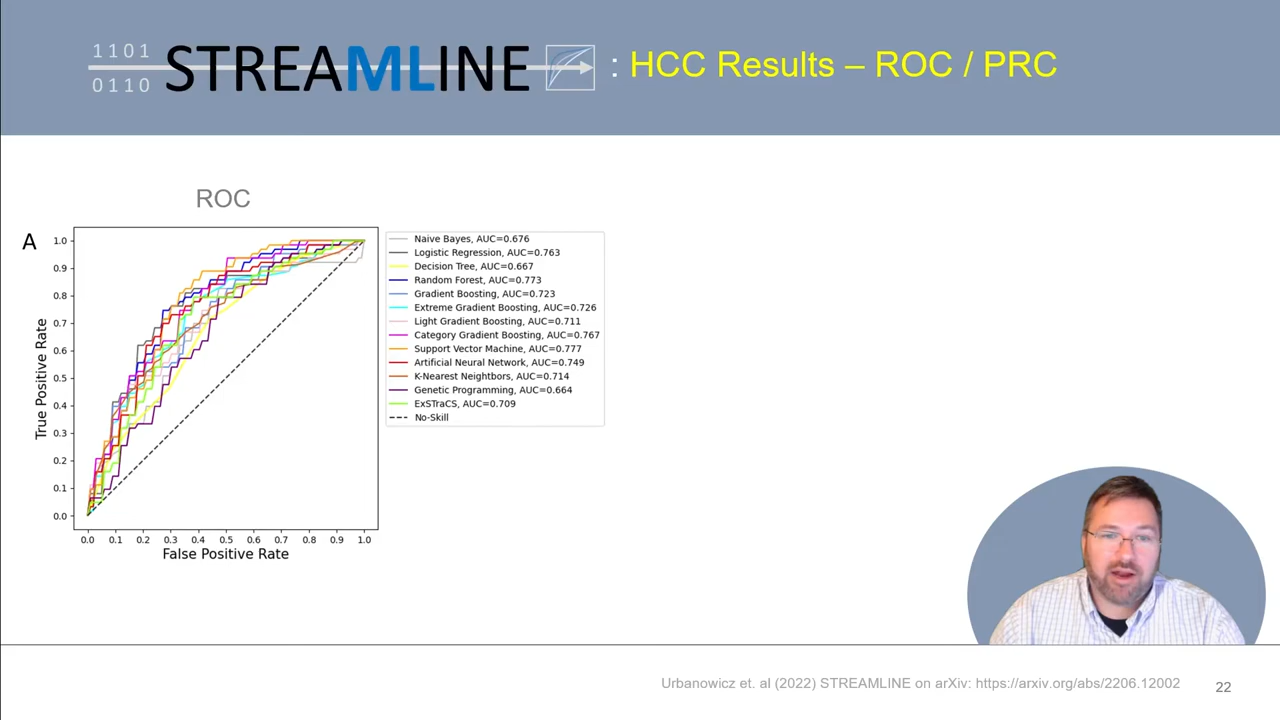 1101
0110
STREAMLINE
: HCC Results – ROC / PRC
ROC
A
1.0
0.9
0.8
0.7
0.6
0.5
0.4
0.3
0.2
0.1
0.0
True Positive Rate
0.0 0.1 0.2 0.3 0.4 0.5 0.6 0.7 0.8 0.9 1.0
False Positive Rate
Naive Bayes, AUC=0.676
Logistic Regression, AUC=0.763
Decision Tree, AUC=0.667
Random Forest, AUC=0.773
Gradient Boosting, AUC=0.723
Extreme Gradient Boosting, AUC=0.726
Light Gradient Boosting, AUC=0.711
Category Gradient Boosting, AUC=0.767
Support Vector Machine, AUC=0.777
Artificial Neural Network, AUC=0.749
K-Nearest Neightbors, AUC=0.714
Genetic Programming, AUC=0.664
ExSTraCS, AUC=0.709
No-Skill
Urbanowicz et. al (2022) STREAMLINE on arXiv: https://arxiv.org/abs/2206.12002
22